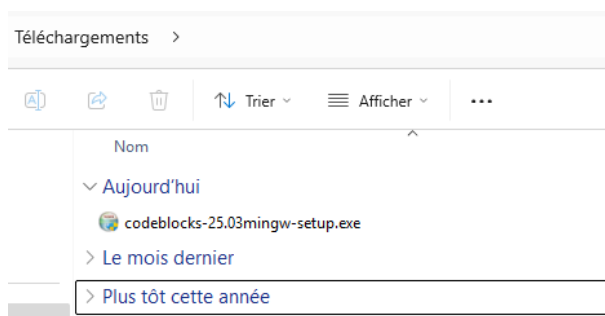 Téléchargements
Trier
Afficher
Nom
Aujourd'hui
codeblocks-25.03mingw-setup.exe
Le mois dernier
Plus tôt cette année